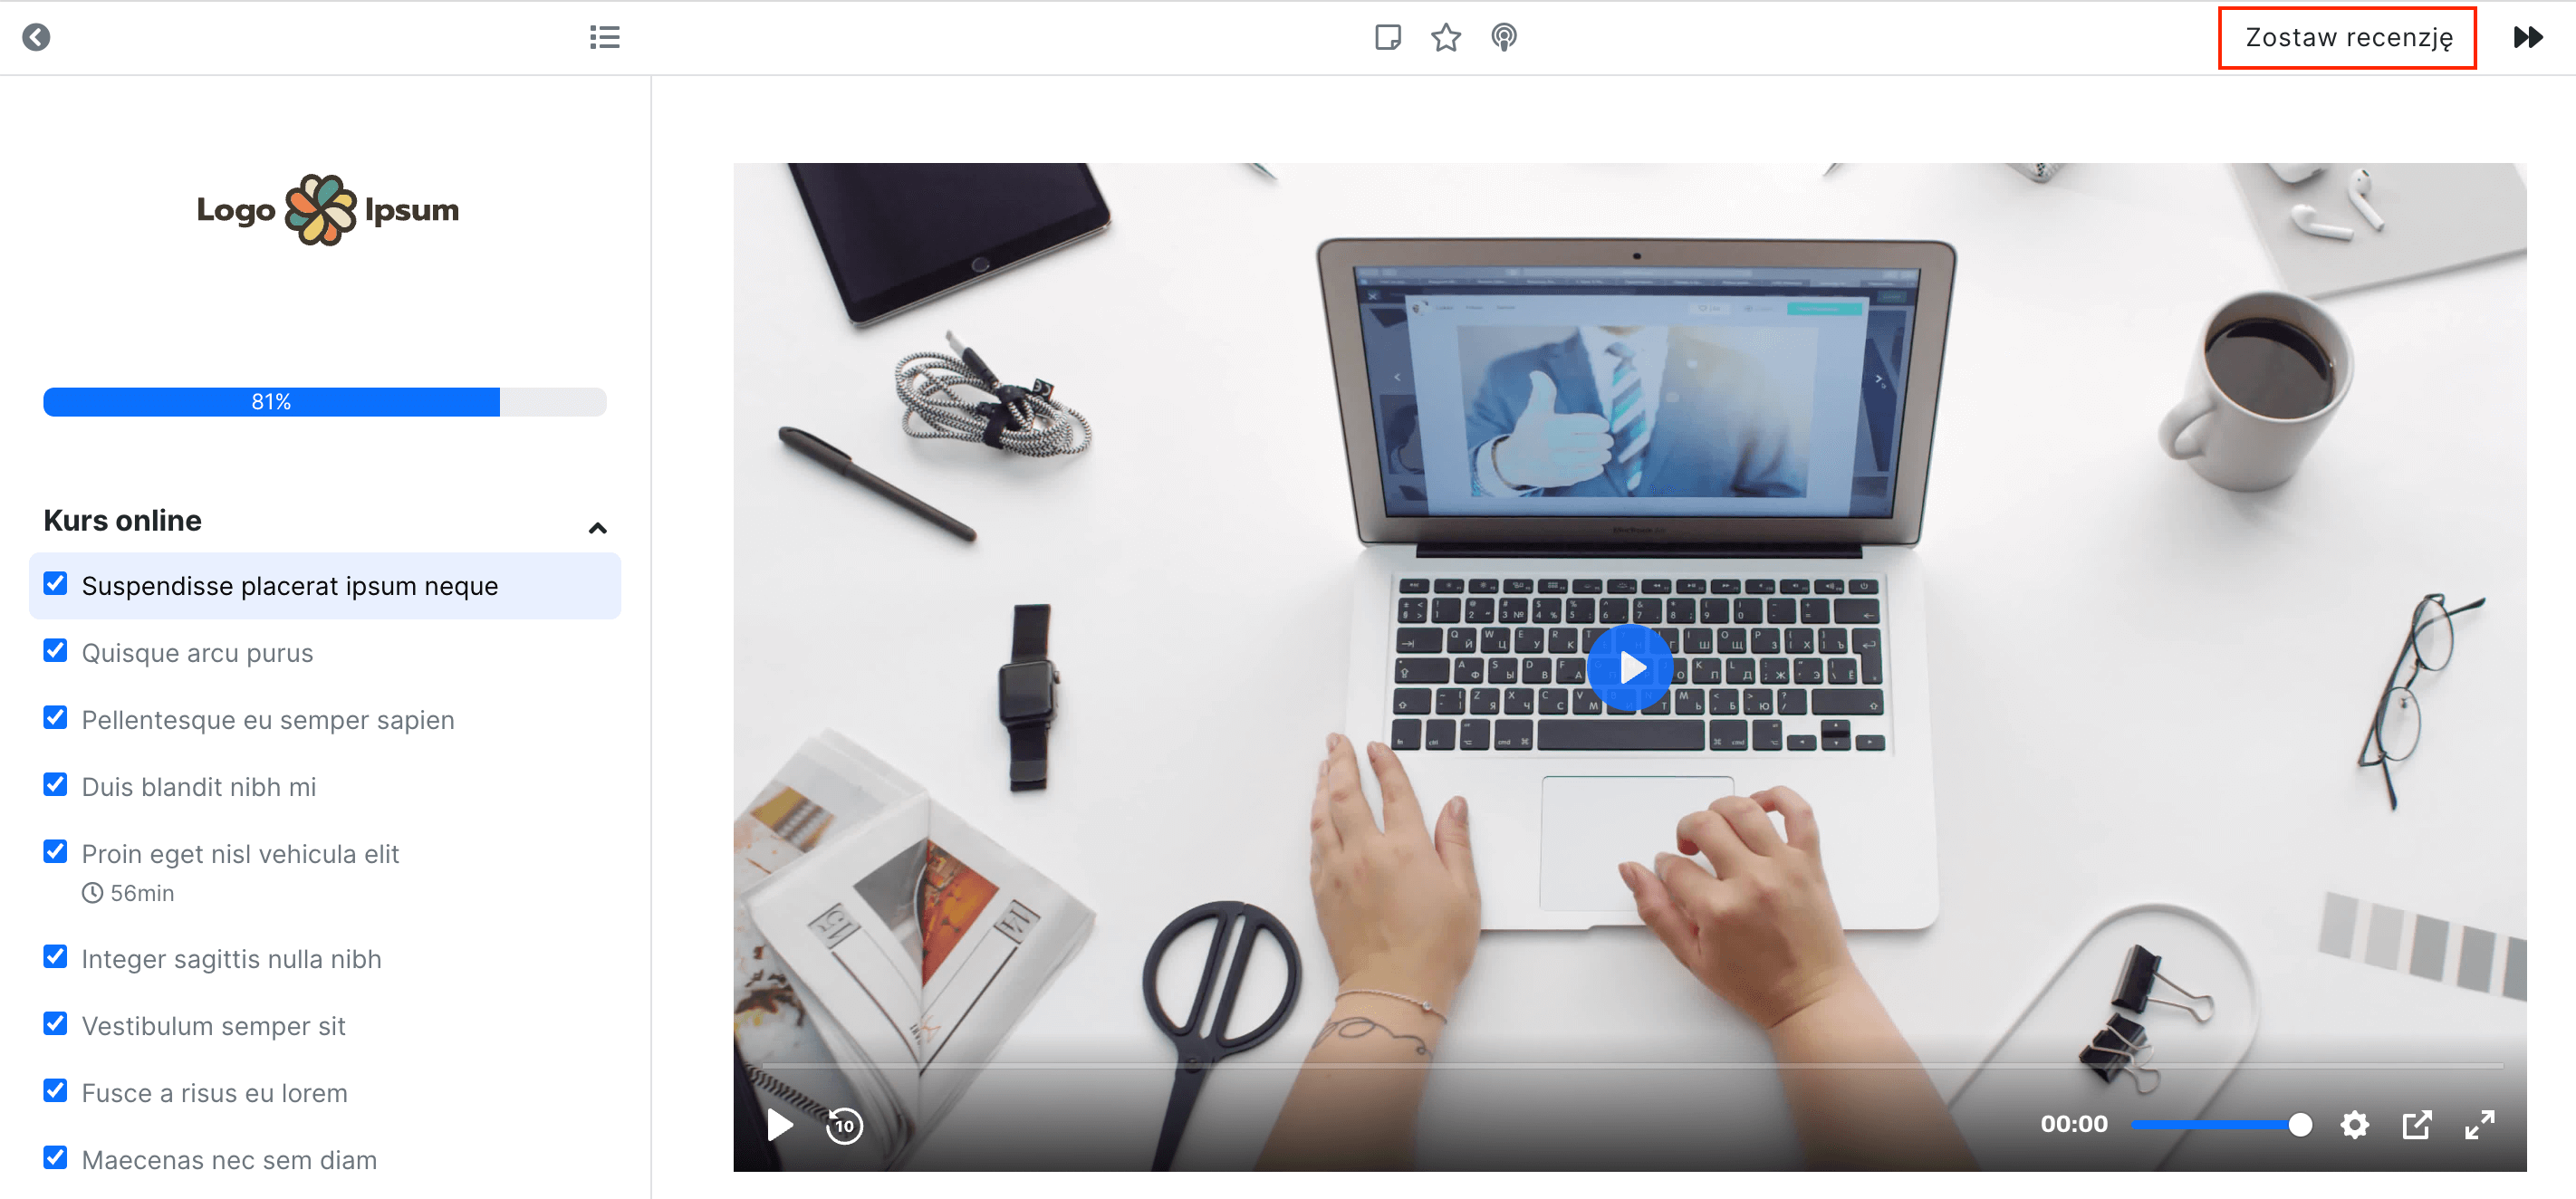 Zostaw recenzję
Logo Ipsum
81%
Kurs online
Suspendisse placerat ipsum neque
Quisque arcu purus
Pellentesque eu semper sapien
Duis blandit nibh mi
Proin eget nisl vehicula elit
56min
Integer sagittis nulla nibh
Vestibulum semper sit
Fusce a risus eu lorem
Maecenas nec sem diam
10
00:00